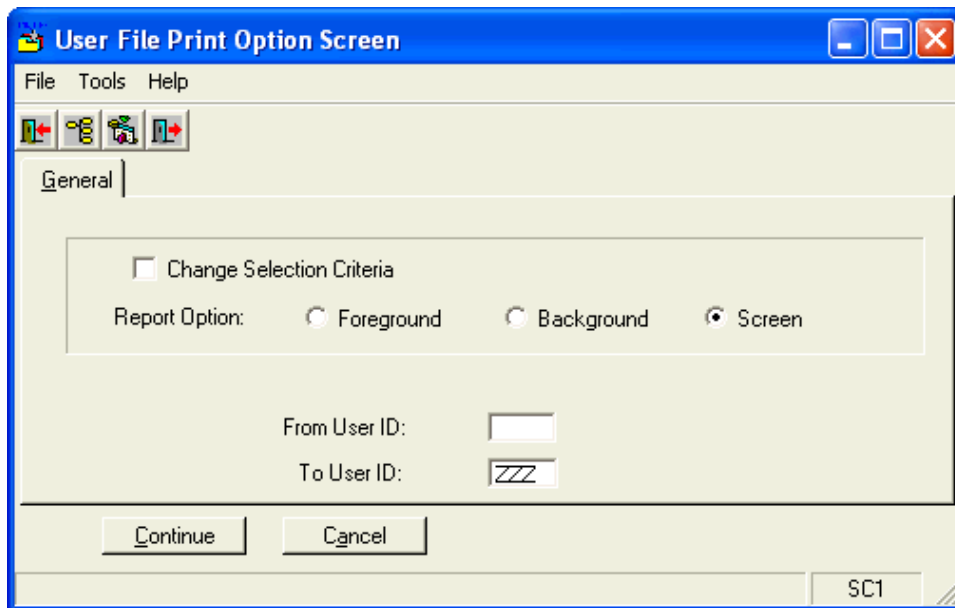 User File Print Option Screen
File Tools Help
General
Change Selection Criteria
Report Option: Foreground Background Screen
From User ID:
To User ID: ZZZ
Continue Cancel
SC1